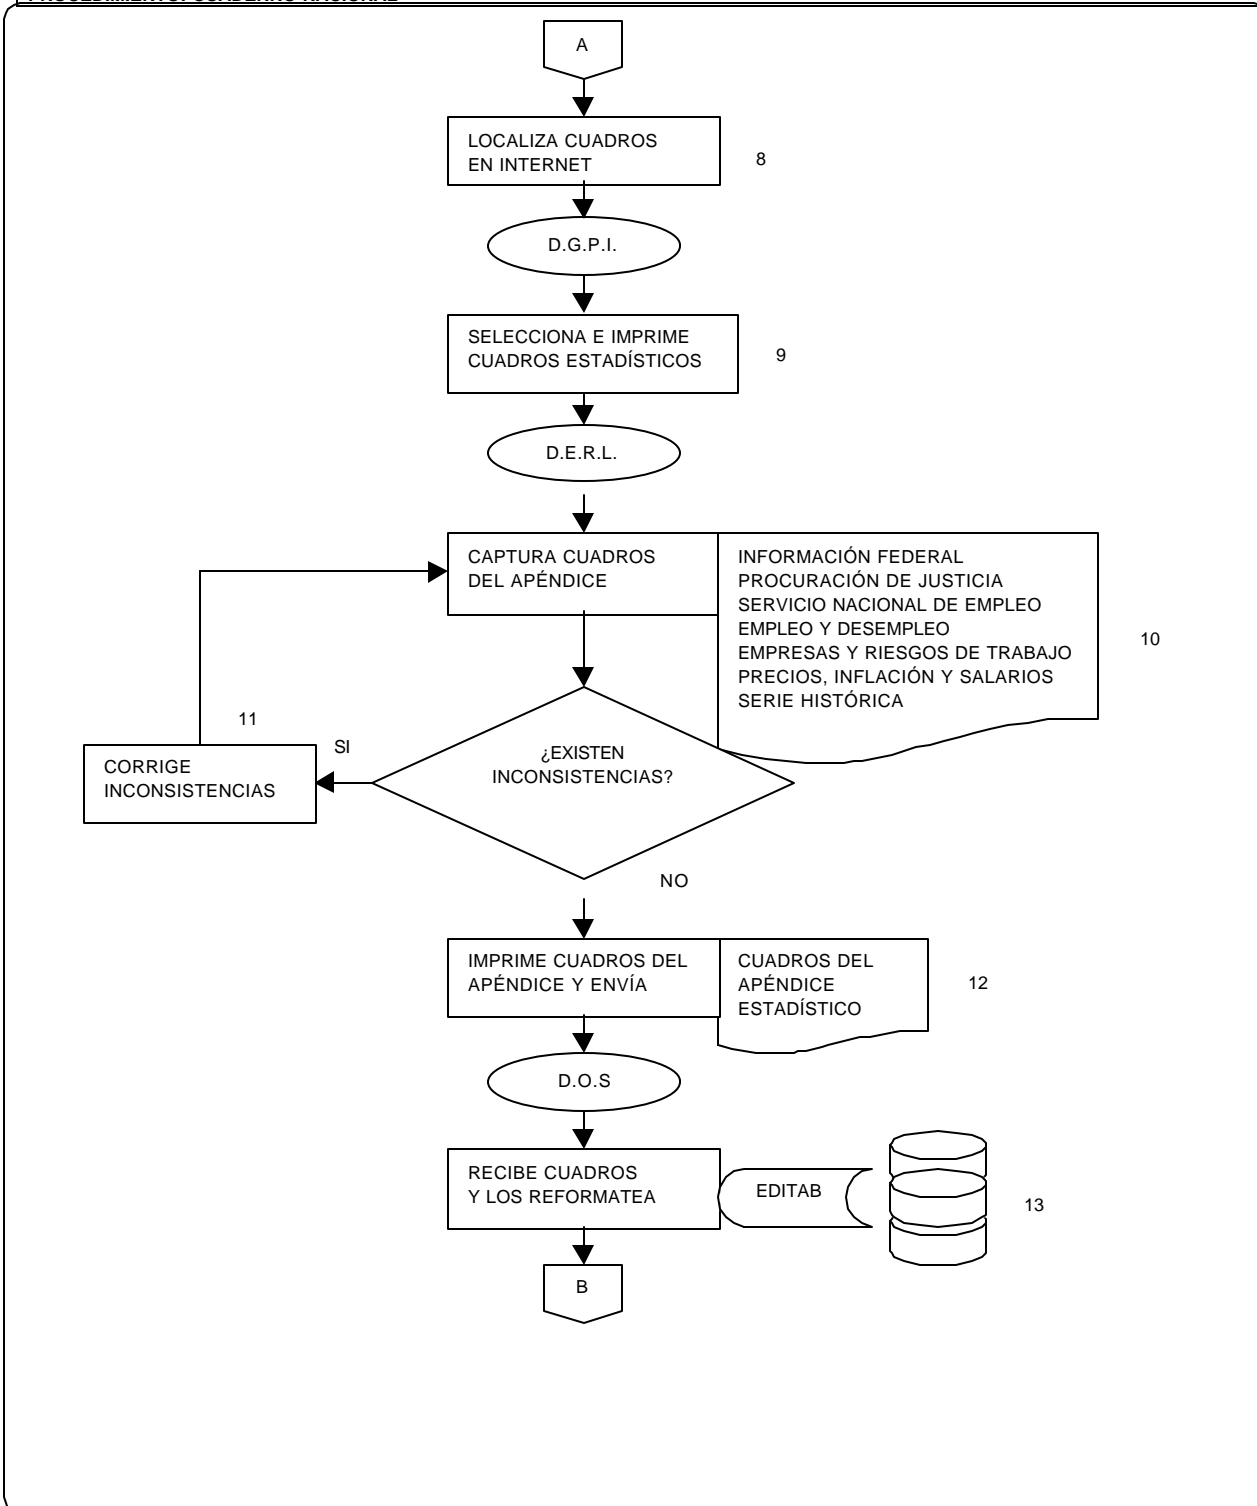 PROCEDIMIENTO: CUADERNO NACIONAL
A
LOCALIZA CUADROS
EN INTERNET
8
D.G.P.I.
SELECCIONA E IMPRIME
CUADROS ESTADÍSTICOS
9
D.E.R.L.
CAPTURA CUADROS
DEL APÉNDICE
INFORMACIÓN FEDERAL
PROCURACIÓN DE JUSTICIA
SERVICIO NACIONAL DE EMPLEO
EMPLEO Y DESEMPLEO
EMPRESAS Y RIESGOS DE TRABAJO
PRECIOS, INFLACIÓN Y SALARIOS
SERIE HISTÓRICA
10
11
SI
CORRIGE
INCONSISTENCIAS
¿EXISTEN
INCONSISTENCIAS?
NO
IMPRIME CUADROS DEL
APÉNDICE Y ENVÍA
CUADROS DEL
APÉNDICE
ESTADÍSTICO
12
D.O.S
RECIBE CUADROS
Y LOS REFORMATEA
EDITAB
13
B